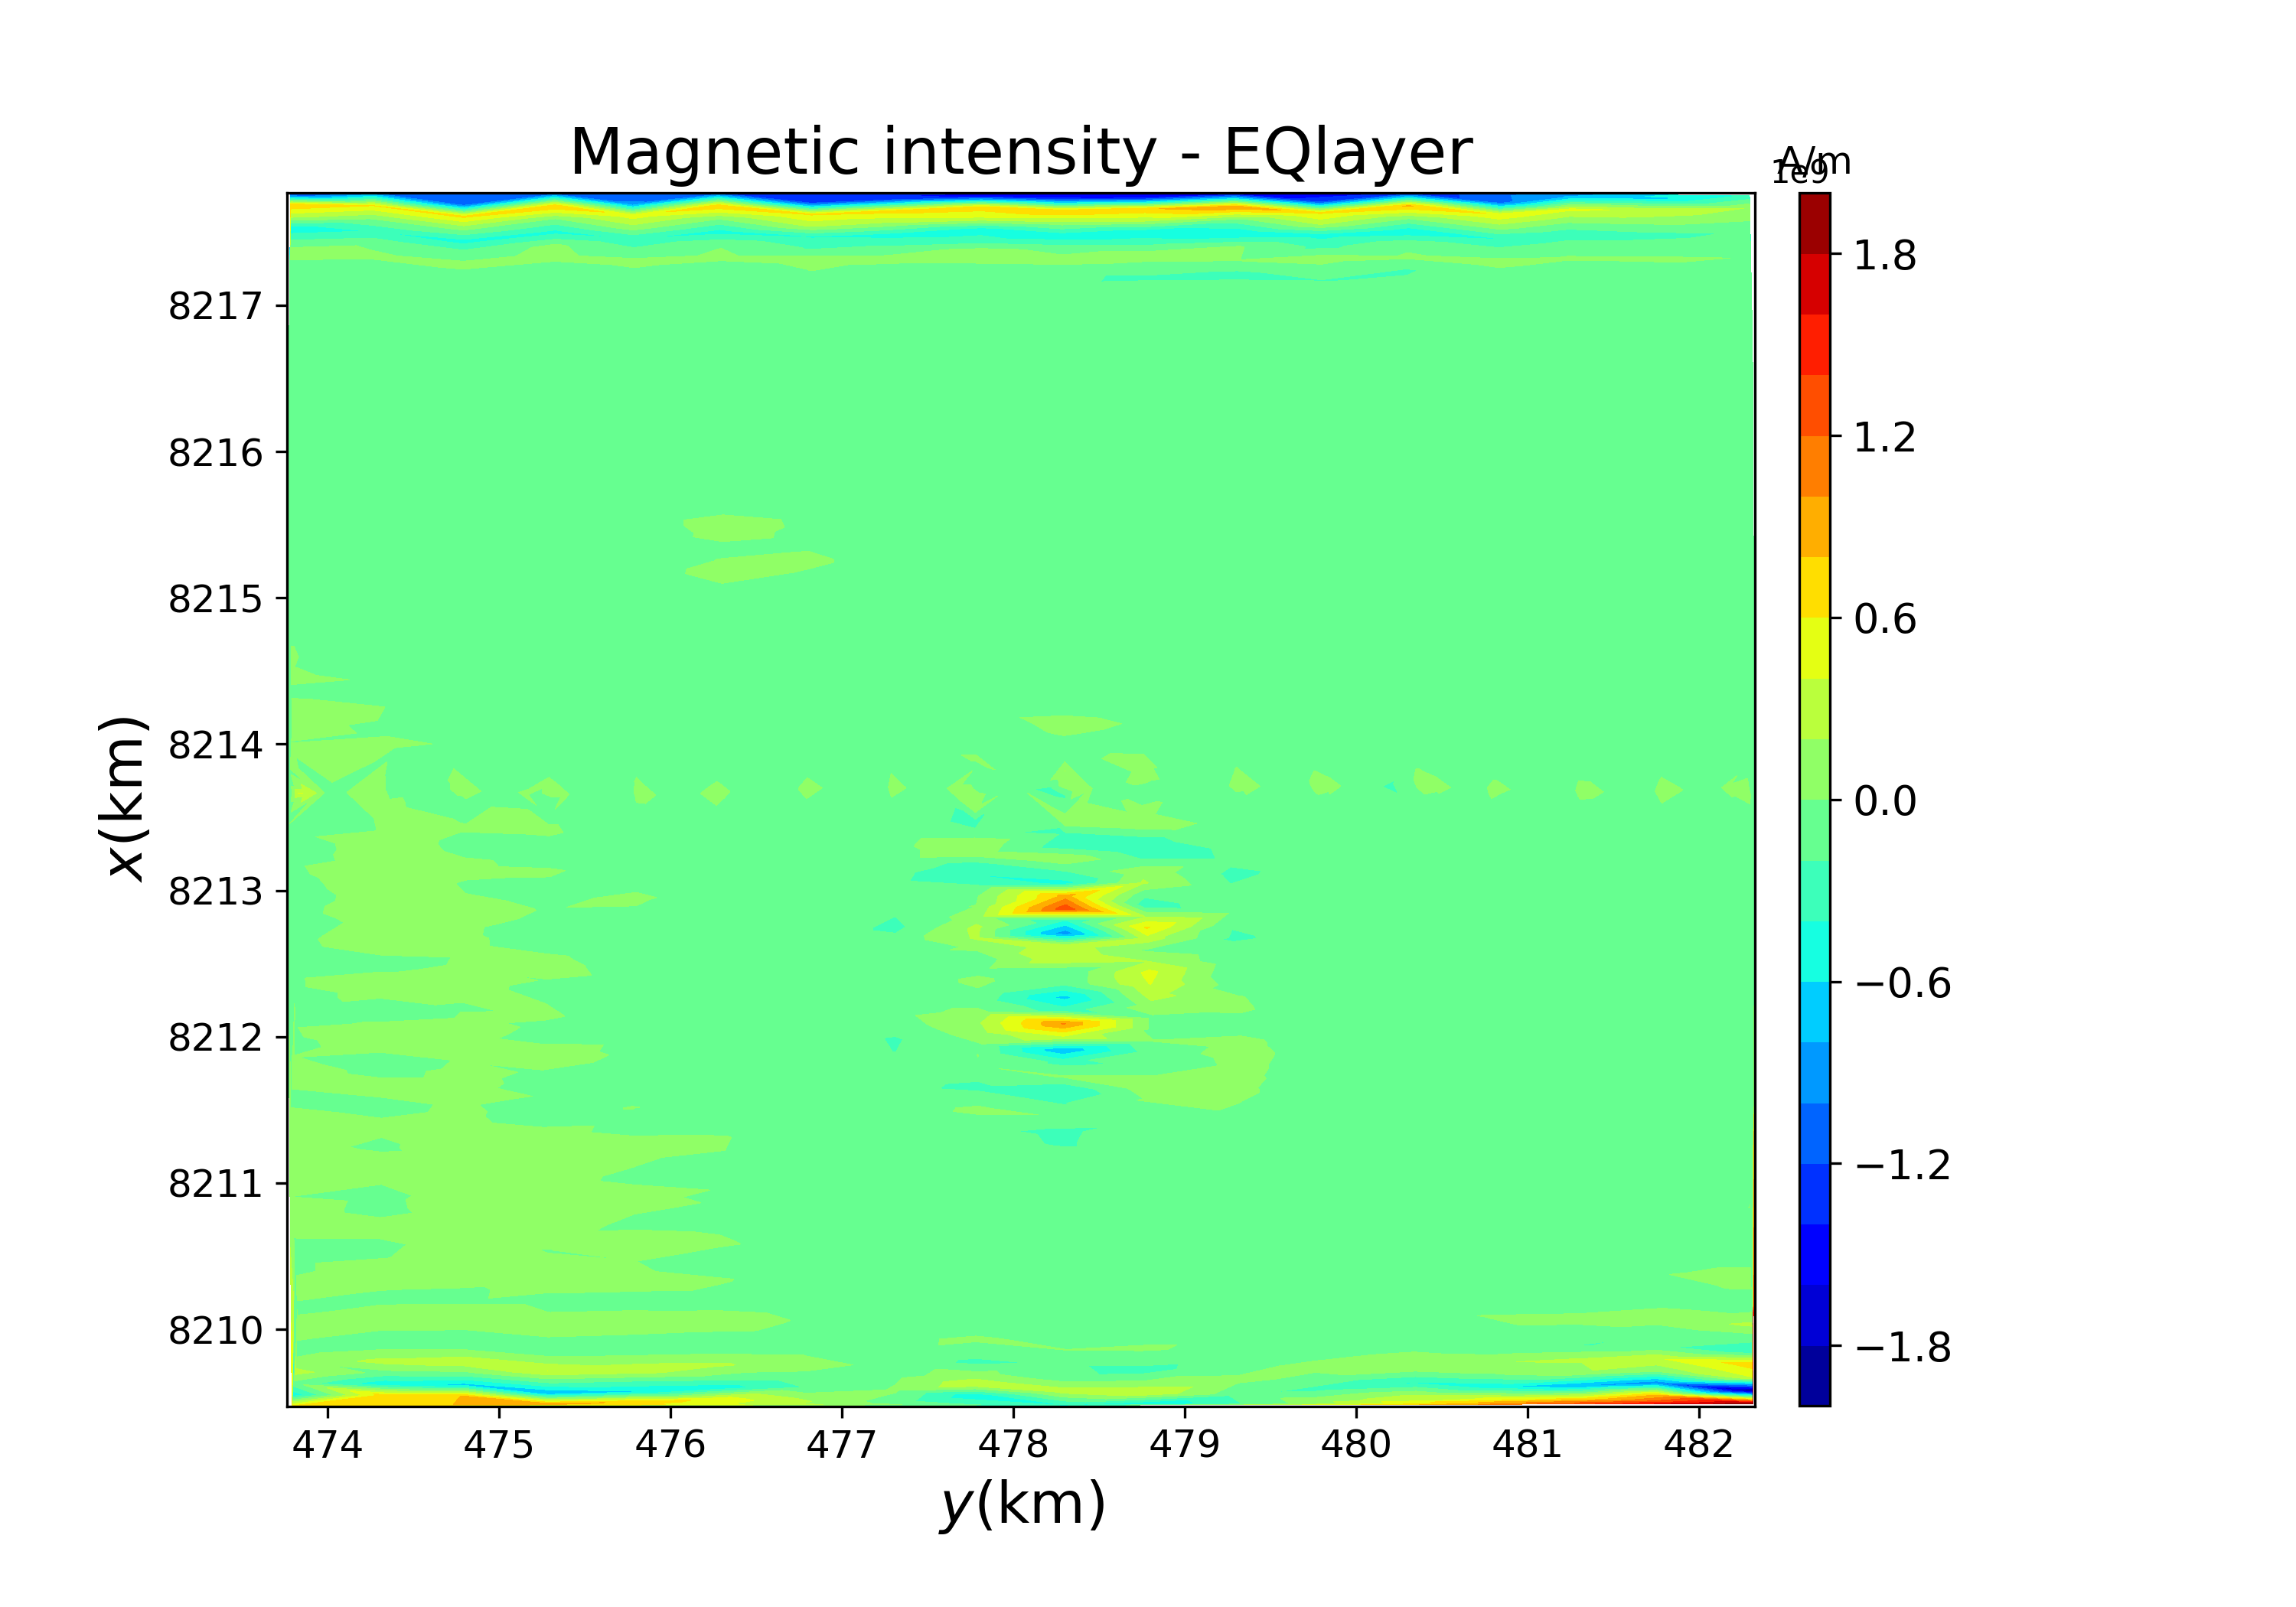 Magnetic intensity - EQlayer
A/m
1e9
8217
8216
8215
8214
8213
8212
8211
8210
x(km)
474 475 476 477 478 479 480 481 482
y(km)
1.8
1.2
0.6
0.0
−0.6
−1.2
−1.8